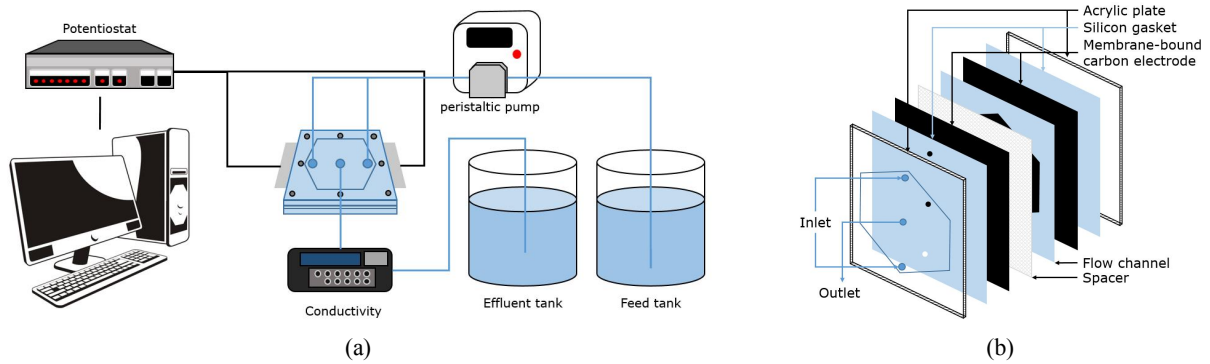 Potentiostat
peristaltic pump
Conductivity
Effluent tank
Feed tank
(a)
Acrylic plate
Silicon gasket
Membrane-bound
carbon electrode
Inlet
Outlet
Flow channel
Spacer
(b)